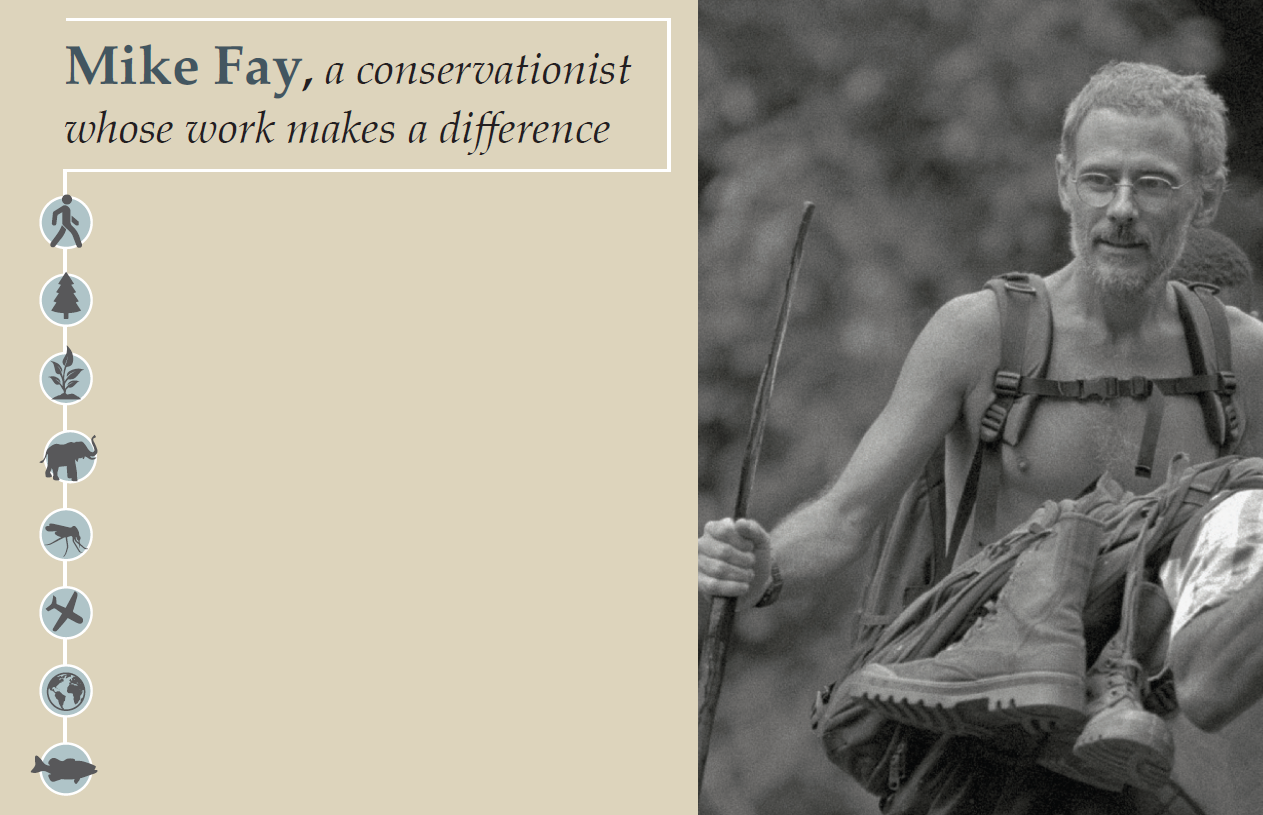 Mike Fay, a conservationist
whose work makes a difference